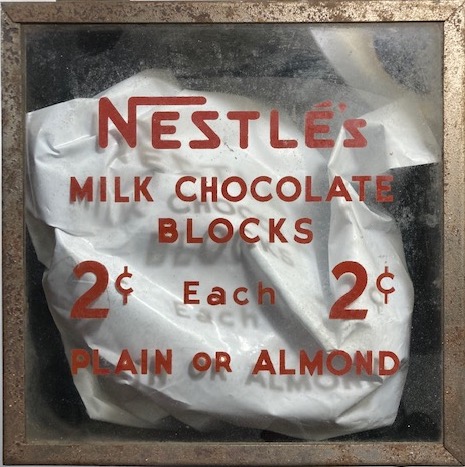 NESTLÉ'S
MILK CHOCOLATE
BLOCKS
2¢ Each 2¢
PLAIN OR ALMOND